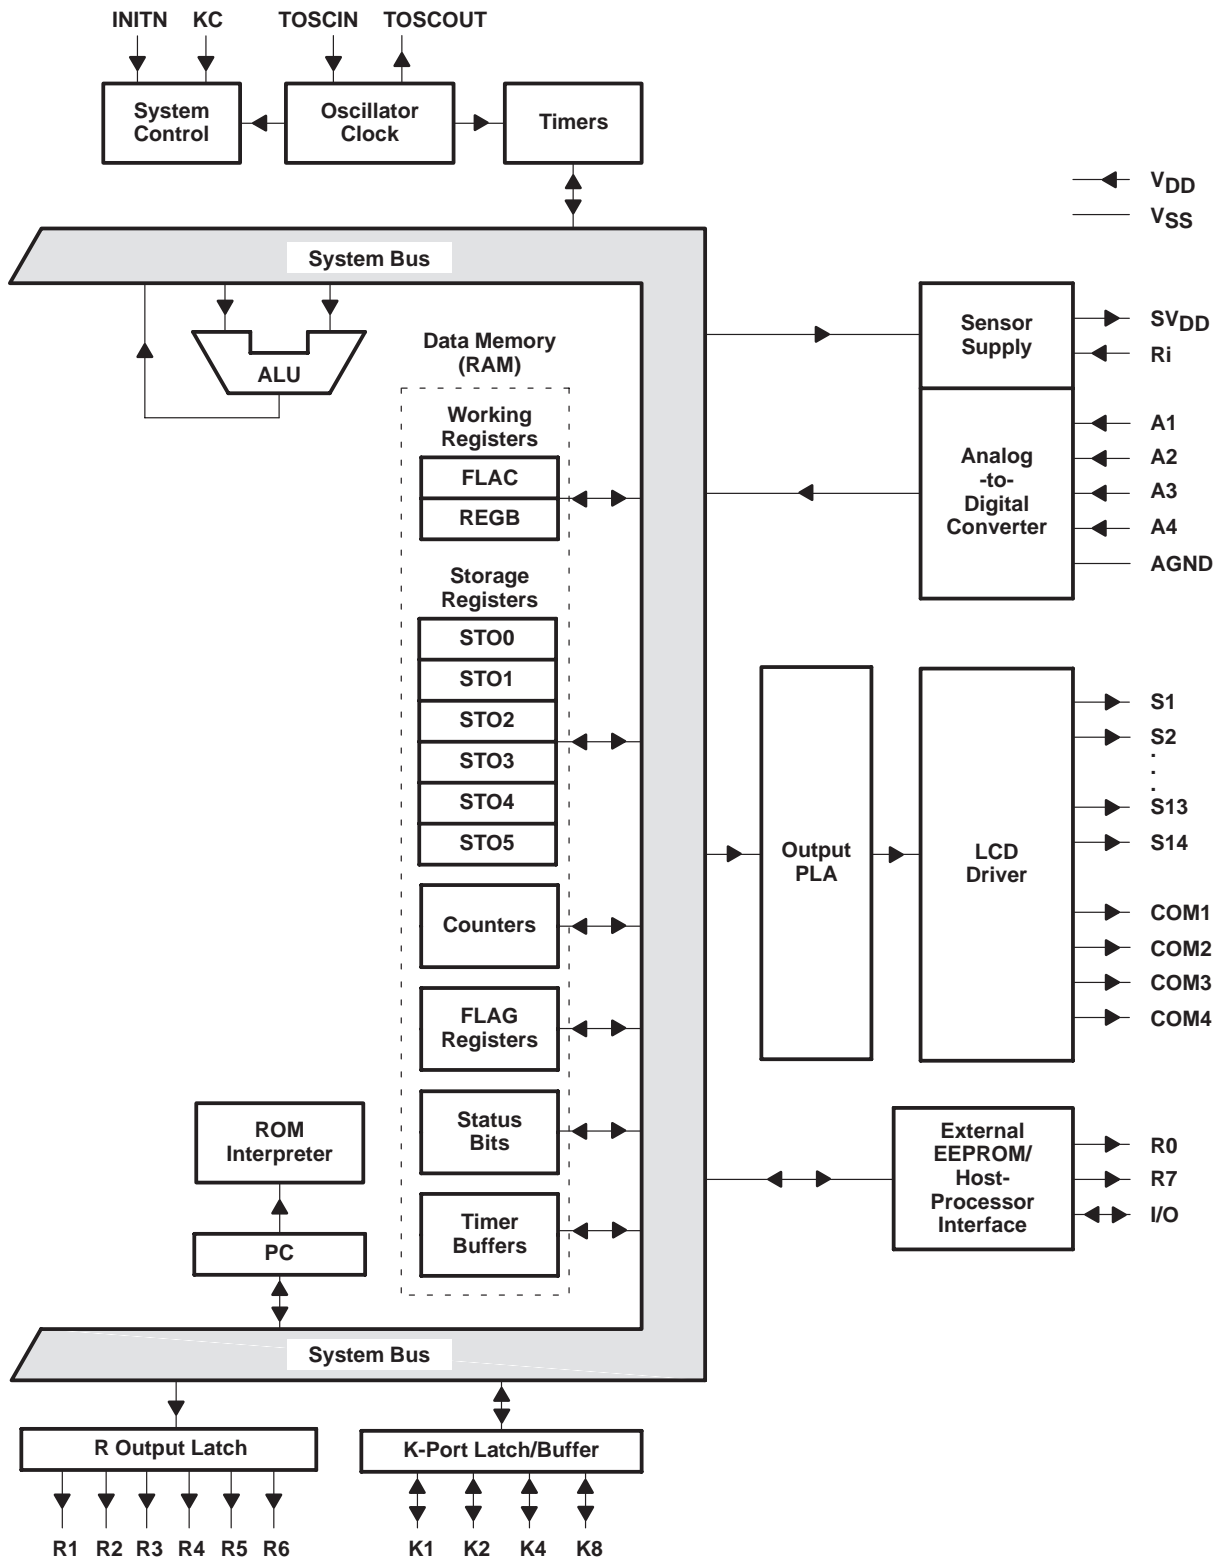 INITN KC TOSCIN TOSCOUT
System
Control
Oscillator
Clock
Timers
VDD
VSS
System Bus
ALU
Data Memory
(RAM)
Working
Registers
FLAC
REGB
Storage
Registers
STO0
STO1
STO2
STO3
STO4
STO5
Counters
FLAG
Registers
Status
Bits
Timer
Buffers
ROM
Interpreter
PC
Sensor
Supply
SVDD
Ri
Analog
-to-
Digital
Converter
A1
A2
A3
A4
AGND
Output
PLA
LCD
Driver
S1
S2
.
.
.
S13
S14
COM1
COM2
COM3
COM4
External
EEPROM/
Host-
Processor
Interface
R0
R7
I/O
System Bus
R Output Latch
K-Port Latch/Buffer
R1 R2 R3 R4 R5 R6
K1 K2 K4 K8